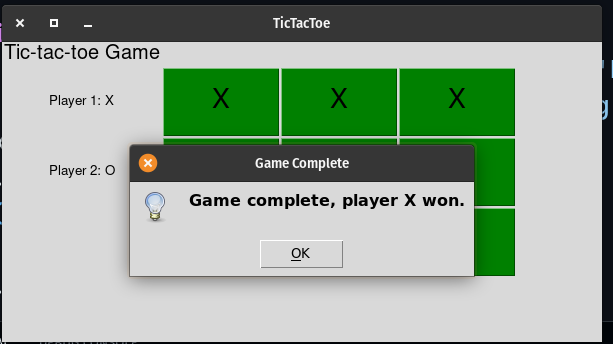 TicTacToe
Tic-tac-toe Game
Player 1: X
X X X
Player 2: O
Game Complete
Game complete, player X won.
OK